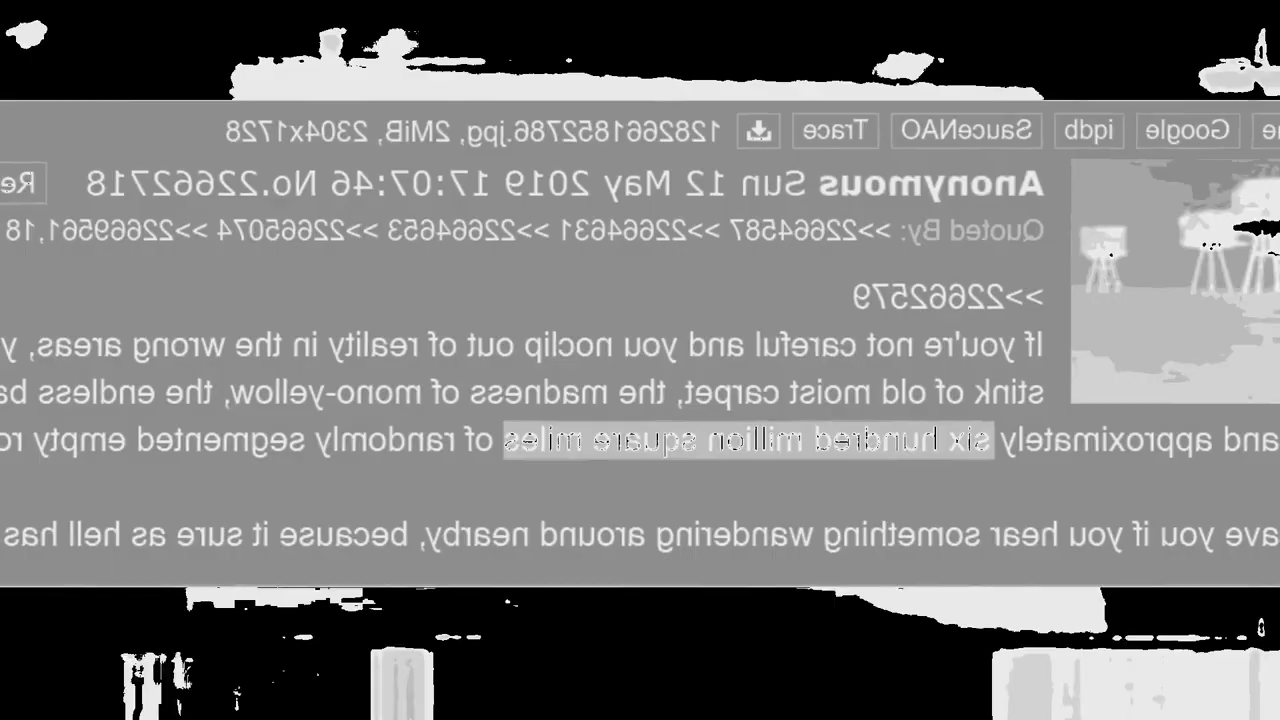 1282661852786.jpg, 2MiB, 2304x1728 Trace SauceNAO iqdb Google
Anonymous Sun 12 May 2019 17:07:46 No.22662718
Quoted By: >>22664587 >>22664631 >>22664653 >>22665074 >>22669561, 18
>>22662579
If you're not careful and you noclip out of reality in the wrong areas, y
stink of old moist carpet, the madness of mono-yellow, the endless ba
and approximately six hundred million square miles of randomly segmented empty ro
ave you if you hear something wandering around nearby, because it sure as hell has